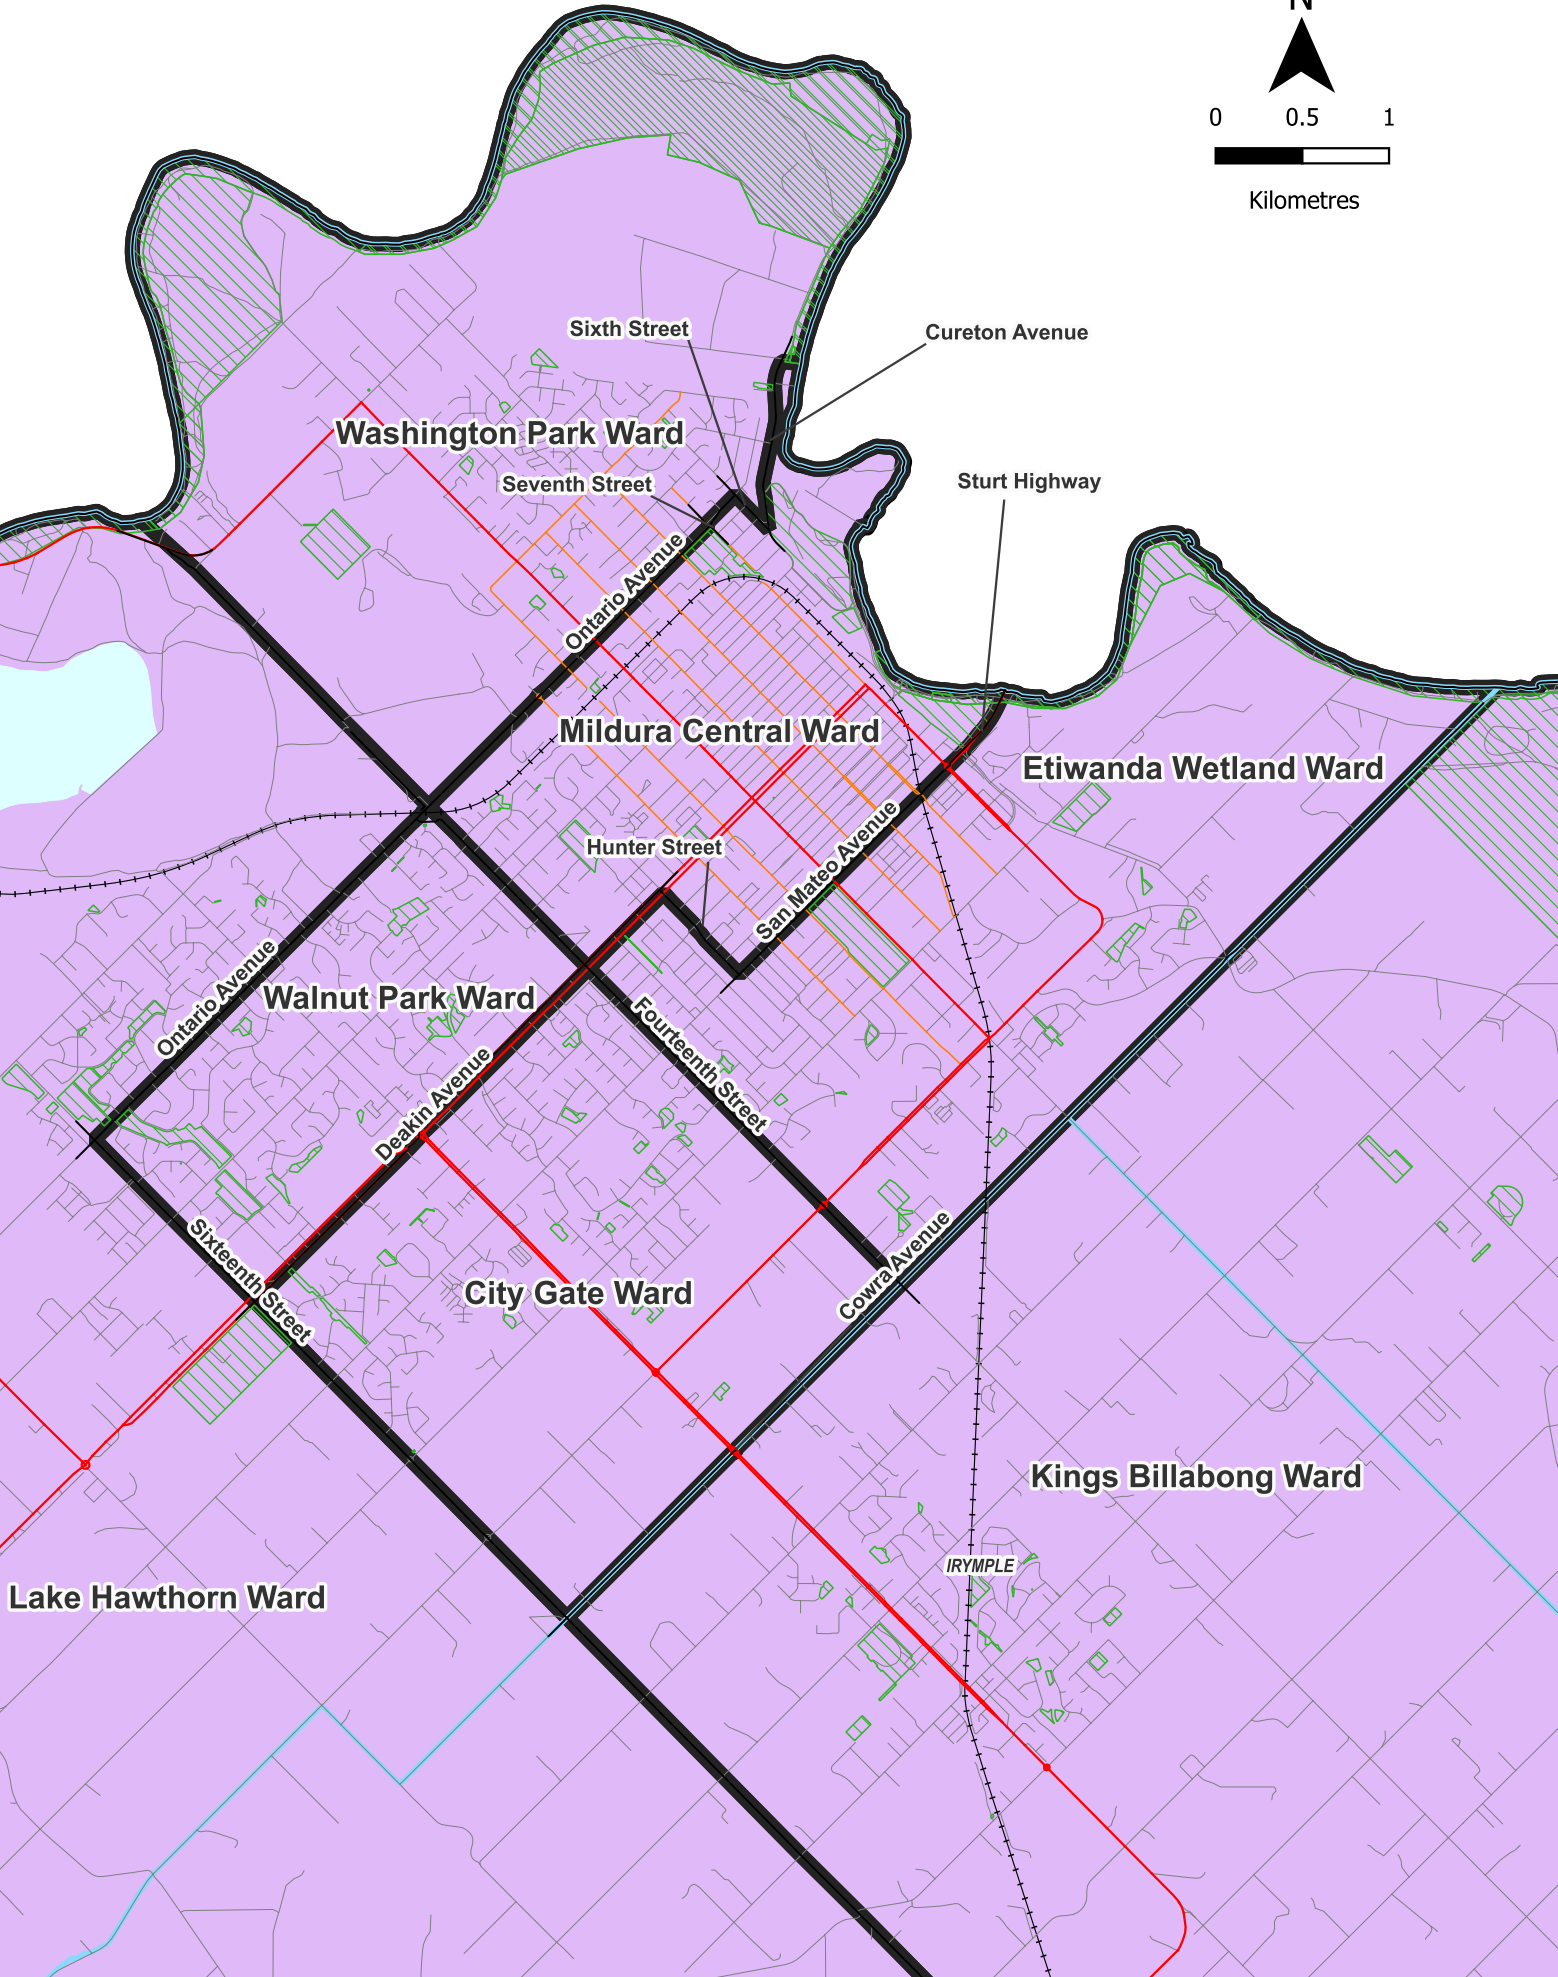 N
0 0.5 1
Kilometres
Sixth Street
Cureton Avenue
Washington Park Ward
Seventh Street
Sturt Highway
Ontario Avenue
Mildura Central Ward
Etiwanda Wetland Ward
Hunter Street
San Mateo Avenue
Ontario Avenue
Walnut Park Ward
Fourteenth Street
Deakin Avenue
Sixteenth Street
City Gate Ward
Cowra Avenue
Kings Billabong Ward
IRYMPLE
Lake Hawthorn Ward